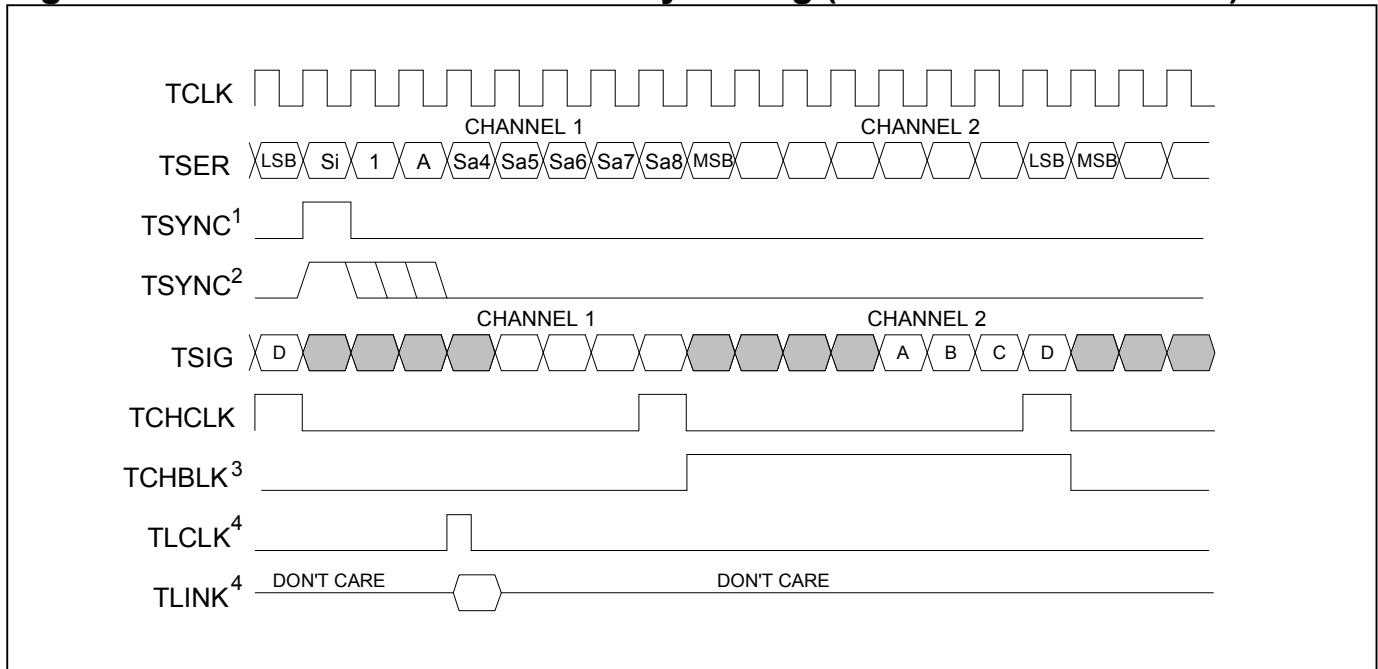 TCLK
CHANNEL 1 CHANNEL 2
TSER LSB Si 1 A Sa4 Sa5 Sa6 Sa7 Sa8 MSB LSB MSB
TSYNC1
TSYNC2
CHANNEL 1 CHANNEL 2
TSIG D A B C D
TCHCLK
TCHBLK3
TLCLK4
TLINK4 DON'T CARE DON'T CARE